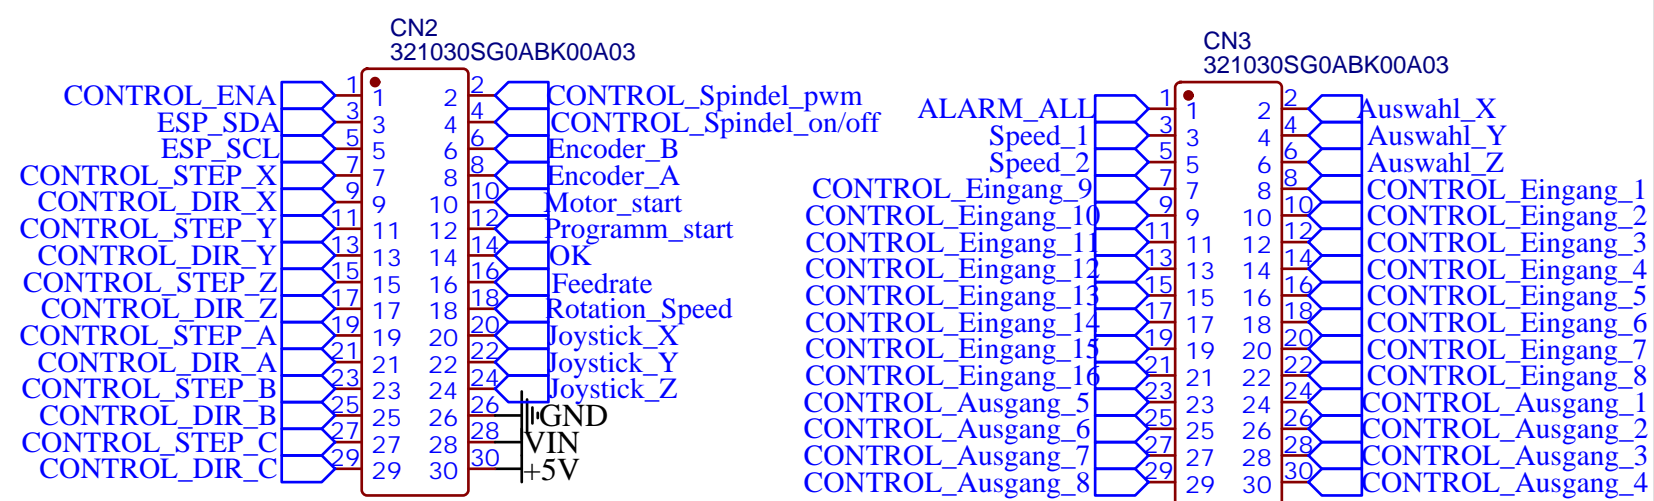 CN2
321030SG0ABK00A03
CONTROL_ENA 1 1 2 2 CONTROL_Spindel_pwm
ESP_SDA 3 3 4 4 CONTROL_Spindel_on/off
ESP_SCL 5 5 6 6 Encoder_B
CONTROL_STEP_X 7 7 8 8 Encoder_A
CONTROL_DIR_X 9 9 10 10 Motor_start
CONTROL_STEP_Y 11 11 12 12 Programm_start
CONTROL_DIR_Y 13 13 14 14 OK
CONTROL_STEP_Z 15 15 16 16 Feedrate
CONTROL_DIR_Z 17 17 18 18 Rotation_Speed
CONTROL_STEP_A 19 19 20 20 Joystick_X
CONTROL_DIR_A 21 21 22 22 Joystick_Y
CONTROL_STEP_B 23 23 24 24 Joystick_Z
CONTROL_DIR_B 25 25 26 26 GND
CONTROL_STEP_C 27 27 28 28 VIN
CONTROL_DIR_C 29 29 30 30 +5V
CN3
321030SG0ABK00A03
ALARM_ALL 1 1 2 2 Auswahl_X
Speed_1 3 3 4 4 Auswahl_Y
Speed_2 5 5 6 6 Auswahl_Z
CONTROL_Eingang_9 7 7 8 8 CONTROL_Eingang_1
CONTROL_Eingang_10 9 9 10 10 CONTROL_Eingang_2
CONTROL_Eingang_11 11 11 12 12 CONTROL_Eingang_3
CONTROL_Eingang_12 13 13 14 14 CONTROL_Eingang_4
CONTROL_Eingang_13 15 15 16 16 CONTROL_Eingang_5
CONTROL_Eingang_14 17 17 18 18 CONTROL_Eingang_6
CONTROL_Eingang_15 19 19 20 20 CONTROL_Eingang_7
CONTROL_Eingang_16 21 21 22 22 CONTROL_Eingang_8
CONTROL_Ausgang_5 23 23 24 24 CONTROL_Ausgang_1
CONTROL_Ausgang_6 25 25 26 26 CONTROL_Ausgang_2
CONTROL_Ausgang_7 27 27 28 28 CONTROL_Ausgang_3
CONTROL_Ausgang_8 29 29 30 30 CONTROL_Ausgang_4